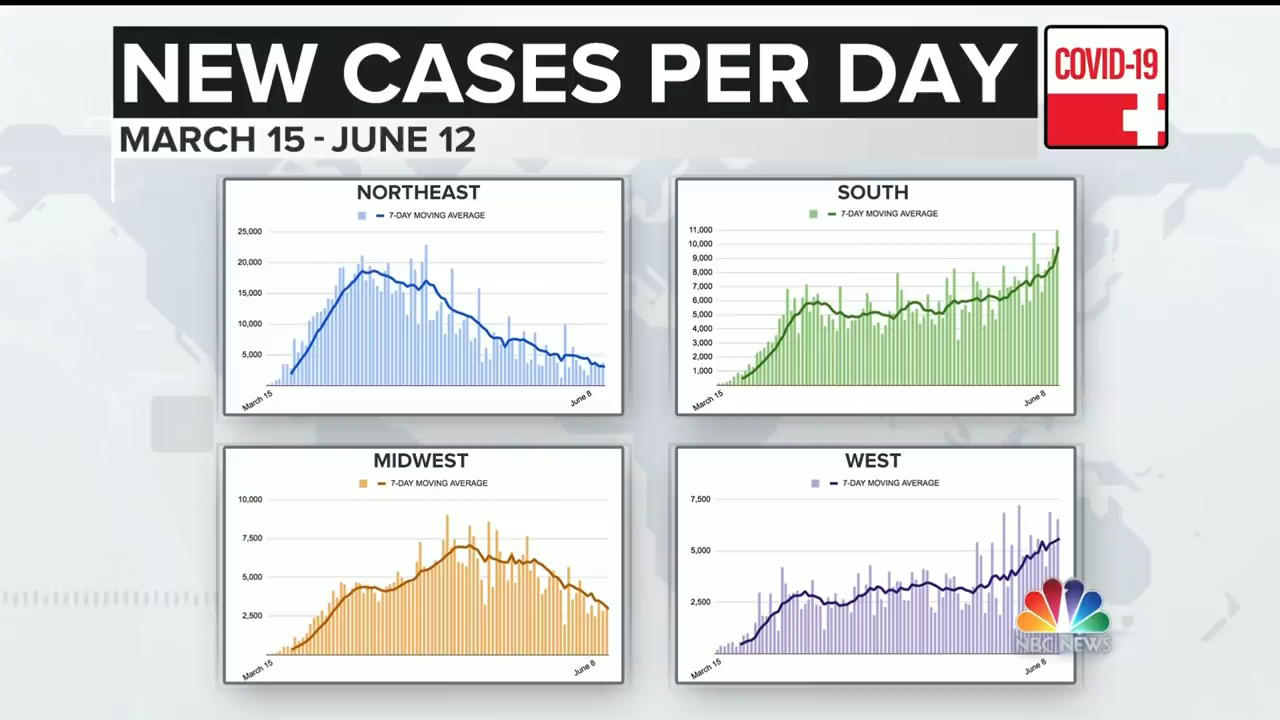 NEW CASES PER DAY
COVID-19
MARCH 15 - JUNE 12
NORTHEAST
7-DAY MOVING AVERAGE
25,000
20,000
15,000
10,000
5,000
March 15
June 8
SOUTH
7-DAY MOVING AVERAGE
11,000
10,000
9,000
8,000
7,000
6,000
5,000
4,000
3,000
2,000
1,000
March 15
June 8
MIDWEST
7-DAY MOVING AVERAGE
10,000
7,500
5,000
2,500
March 15
June 8
WEST
7-DAY MOVING AVERAGE
7,500
5,000
2,500
March 15
June 8
NBC NEWS